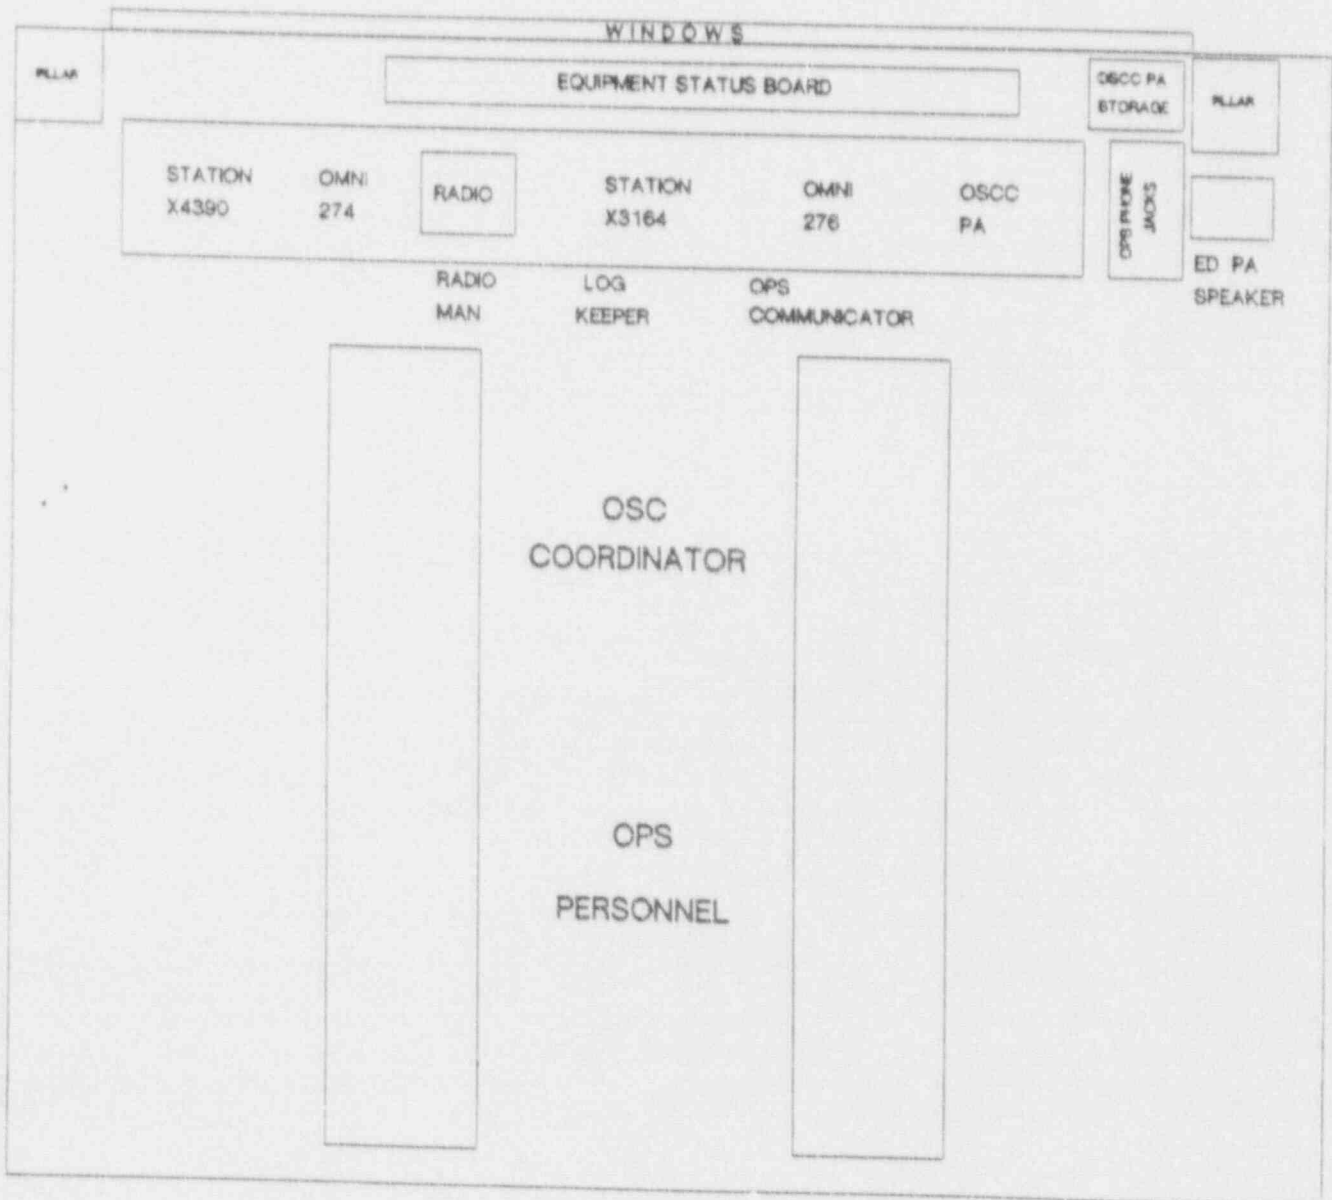 WINDOWS
PILLAR
EQUIPMENT STATUS BOARD
OSCC PA
STORAGE
PILLAR
STATION
X4390
OMNI
274
RADIO
STATION
X3164
OMNI
276
OSCC
PA
OPS PHONE
JACKS
ED PA
SPEAKER
RADIO
MAN
LOG
KEEPER
OPS
COMMUNICATOR
OSC
COORDINATOR
OPS
PERSONNEL